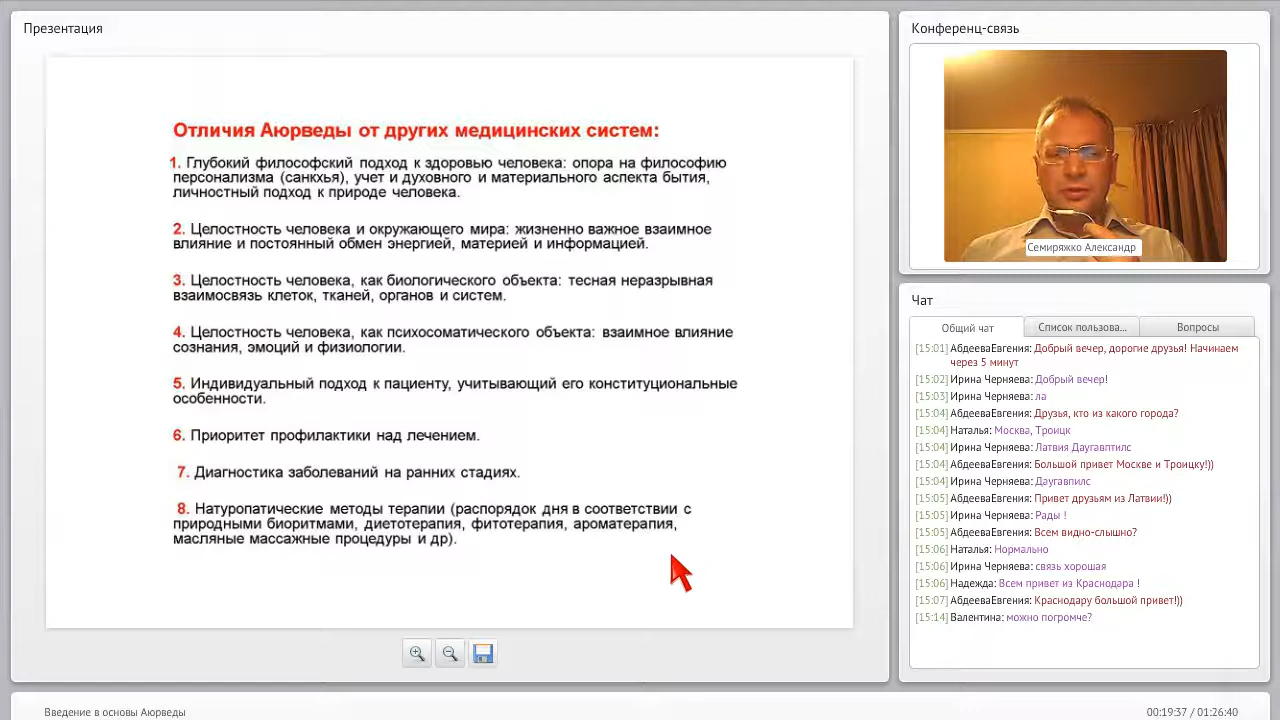 Презентация
Отличия Аюрведы от других медицинских систем:
1. Глубокий философский подход к здоровью человека: опора на философию
персонализма (санкхья), учет и духовного и материального аспекта бытия,
личностный подход к природе человека.
2. Целостность человека и окружающего мира: жизненно важное взаимное
влияние и постоянный обмен энергией, материей и информацией.
3. Целостность человека, как биологического объекта: тесная неразрывная
взаимосвязь клеток, тканей, органов и систем.
4. Целостность человека, как психосоматического объекта: взаимное влияние
сознания, эмоций и физиологии.
5. Индивидуальный подход к пациенту, учитывающий его конституциональные
особенности.
6. Приоритет профилактики над лечением.
7. Диагностика заболеваний на ранних стадиях.
8. Натуропатические методы терапии (распорядок дня в соответствии с
природными биоритмами, диетотерапия, фитотерапия, ароматерапия,
масляные массажные процедуры и др).
Конференц-связь
Семиряжко Александр
Чат
Общий чат
Список пользова...
Вопросы
[15:01] АбдееваЕвгения: Добрый вечер, дорогие друзья! Начинаем
через 5 минут
[15:02] Ирина Черняева: Добрый вечер!
[15:03] Ирина Черняева: ла
[15:04] АбдееваЕвгения: Друзья, кто из какого города?
[15:04] Наталья: Москва, Троицк
[15:04] Ирина Черняева: Латвия Даугавптилс
[15:04] АбдееваЕвгения: Большой привет Москве и Троицку!))
[15:04] Ирина Черняева: Даугавпилс
[15:05] АбдееваЕвгения: Привет друзьям из Латвии!))
[15:05] Ирина Черняева: Рады !
[15:05] АбдееваЕвгения: Всем видно-слышно?
[15:06] Наталья: Нормально
[15:06] Ирина Черняева: связь хорошая
[15:06] Надежда: Всем привет из Краснодара !
[15:07] АбдееваЕвгения: Краснодару большой привет!))
[15:14] Валентина: можно погромче?
Введение в основы Аюрведы
00:19:37 / 01:26:40